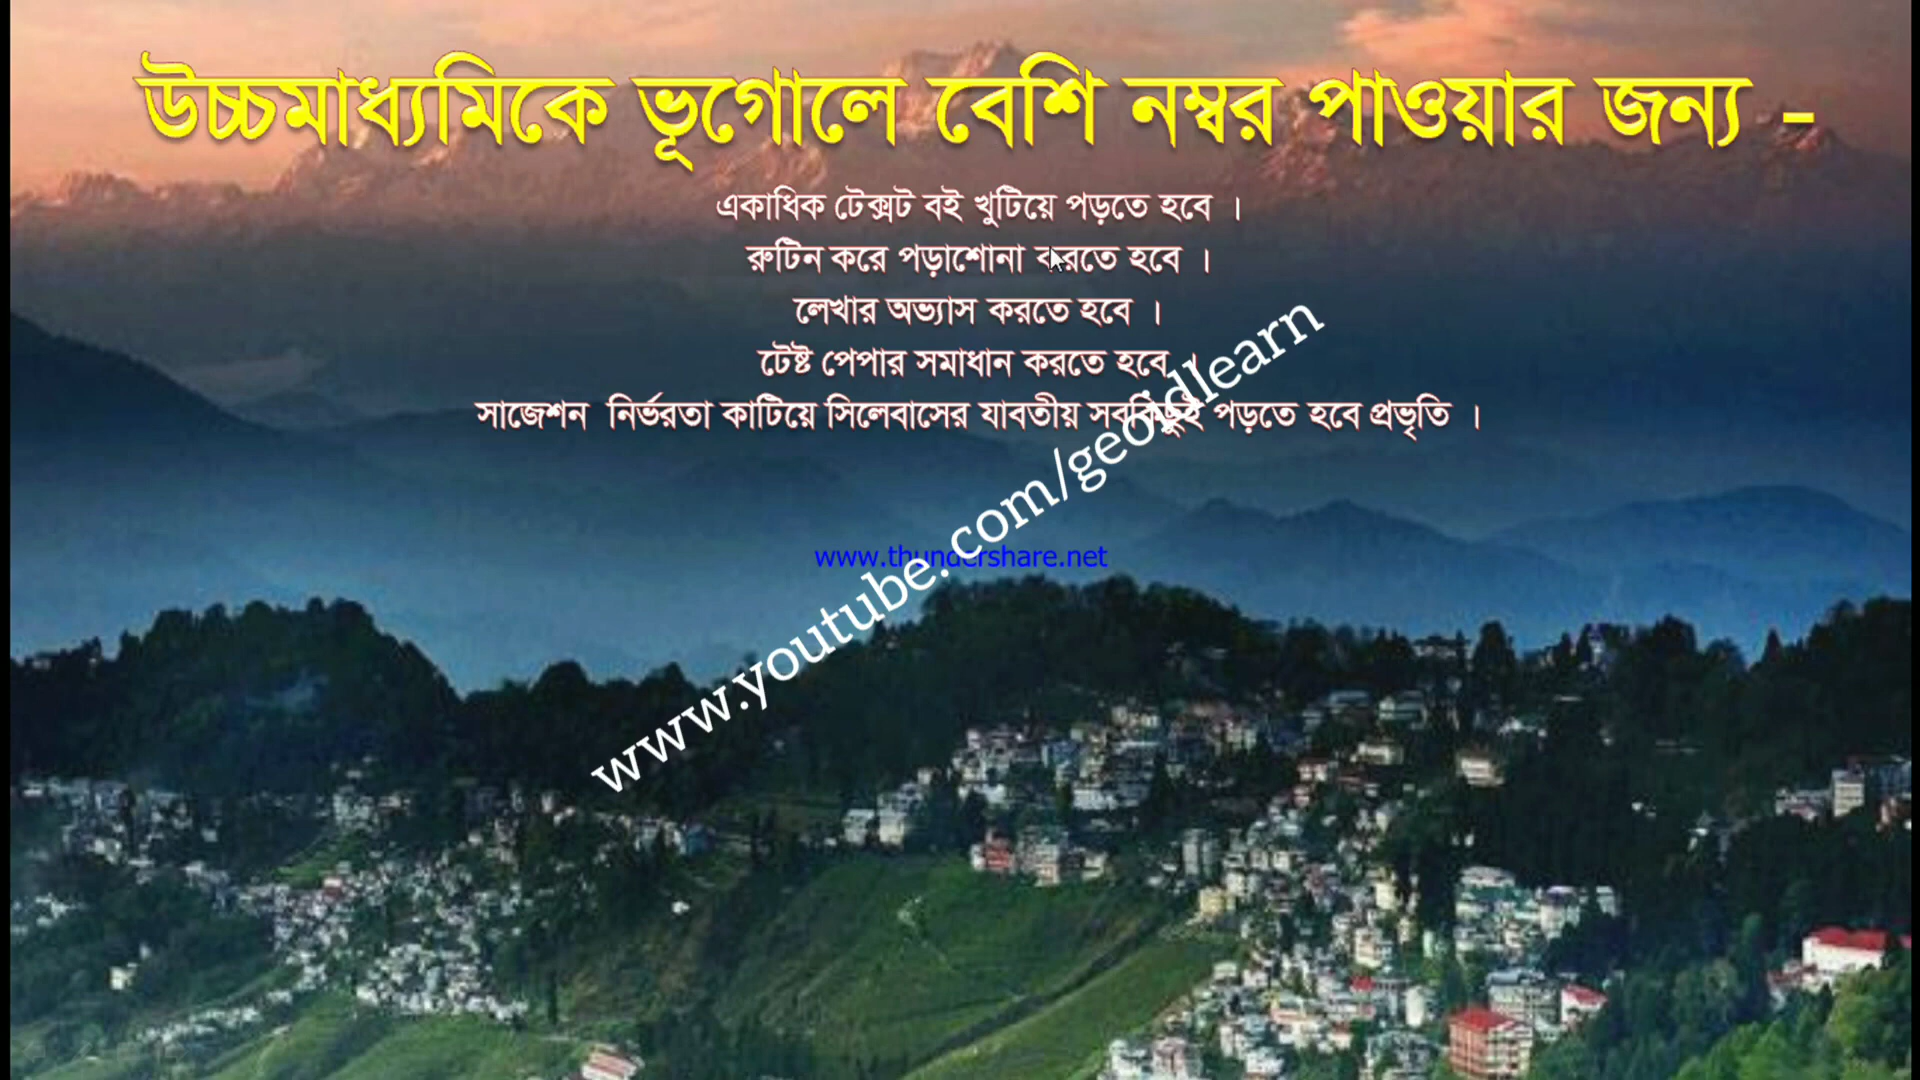 উচ্চমাধ্যমিকে ভূগোলে বেশি নম্বর পাওয়ার জন্য -
একাধিক টেক্সট বই খুটিয়ে পড়তে হবে ।
রুটিন করে পড়াশোনা করতে হবে ।
লেখার অভ্যাস করতে হবে ।
টেষ্ট পেপার সমাধান করতে হবে ।
সাজেশন নির্ভরতা কাটিয়ে সিলেবাসের যাবতীয় সবকিছুই পড়তে হবে প্রভৃতি ।
www.thundershare.net
www.youtube.com/geoidlearn